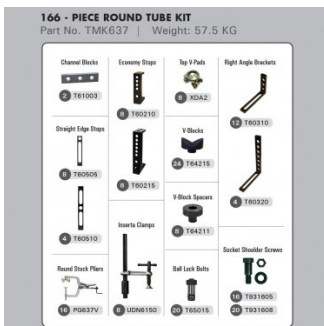 166 - PIECE ROUND TUBE KIT
Part No. TMK637 | Weight: 57.5 KG
Channel Blocks
2 T61003
Economy Stops
8 T60210
8 T60215
Top V-Pads
8 XDA2
Right Angle Brackets
12 T60310
4 T60320
Straight Edge Stops
8 T60505
4 T60510
V-Blocks
24 T64215
V-Block Spacers
8 T64211
Inserta Clamps
8 UDN6150
Round Stock Pliers
16 PG637V
Ball Lock Bolts
20 T65015
Socket Shoulder Screws
16 T931605
20 T931608